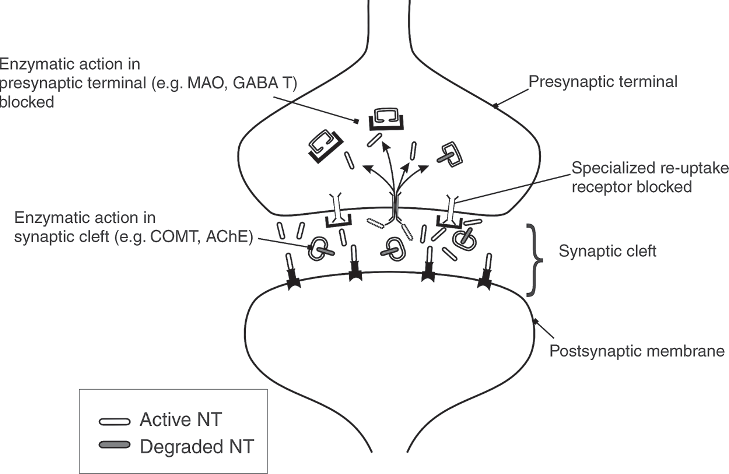 Enzymatic action in
presynaptic terminal (e.g. MAO, GABA T)
blocked
Presynaptic terminal
Specialized re-uptake
receptor blocked
Enzymatic action in
synaptic cleft (e.g. COMT, AChE)
Synaptic cleft
Postsynaptic membrane
Active NT
Degraded NT